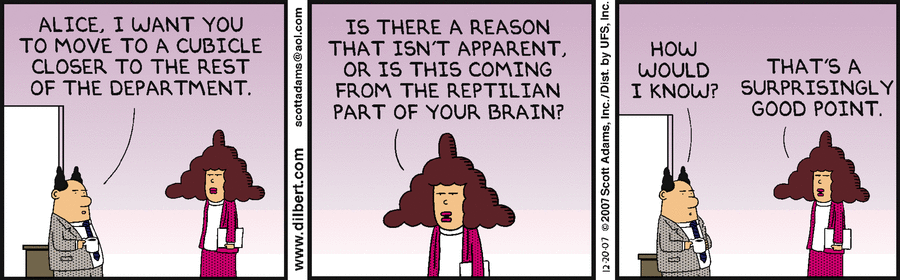 ALICE, I WANT YOU
TO MOVE TO A CUBICLE
CLOSER TO THE REST
OF THE DEPARTMENT.
www.dilbert.com scottadams@aol.com
IS THERE A REASON
THAT ISN'T APPARENT,
OR IS THIS COMING
FROM THE REPTILIAN
PART OF YOUR BRAIN?
12-20-07 ©2007 Scott Adams, Inc./Dist. by UFS, Inc.
HOW
WOULD
I KNOW?
THAT'S A
SURPRISINGLY
GOOD POINT.